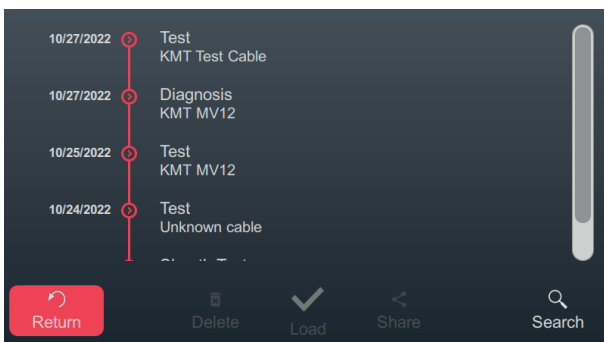 10/27/2022 Test
KMT Test Cable
10/27/2022 Diagnosis
KMT MV12
10/25/2022 Test
KMT MV12
10/24/2022 Test
Unknown cable
Return Delete Load Share Search